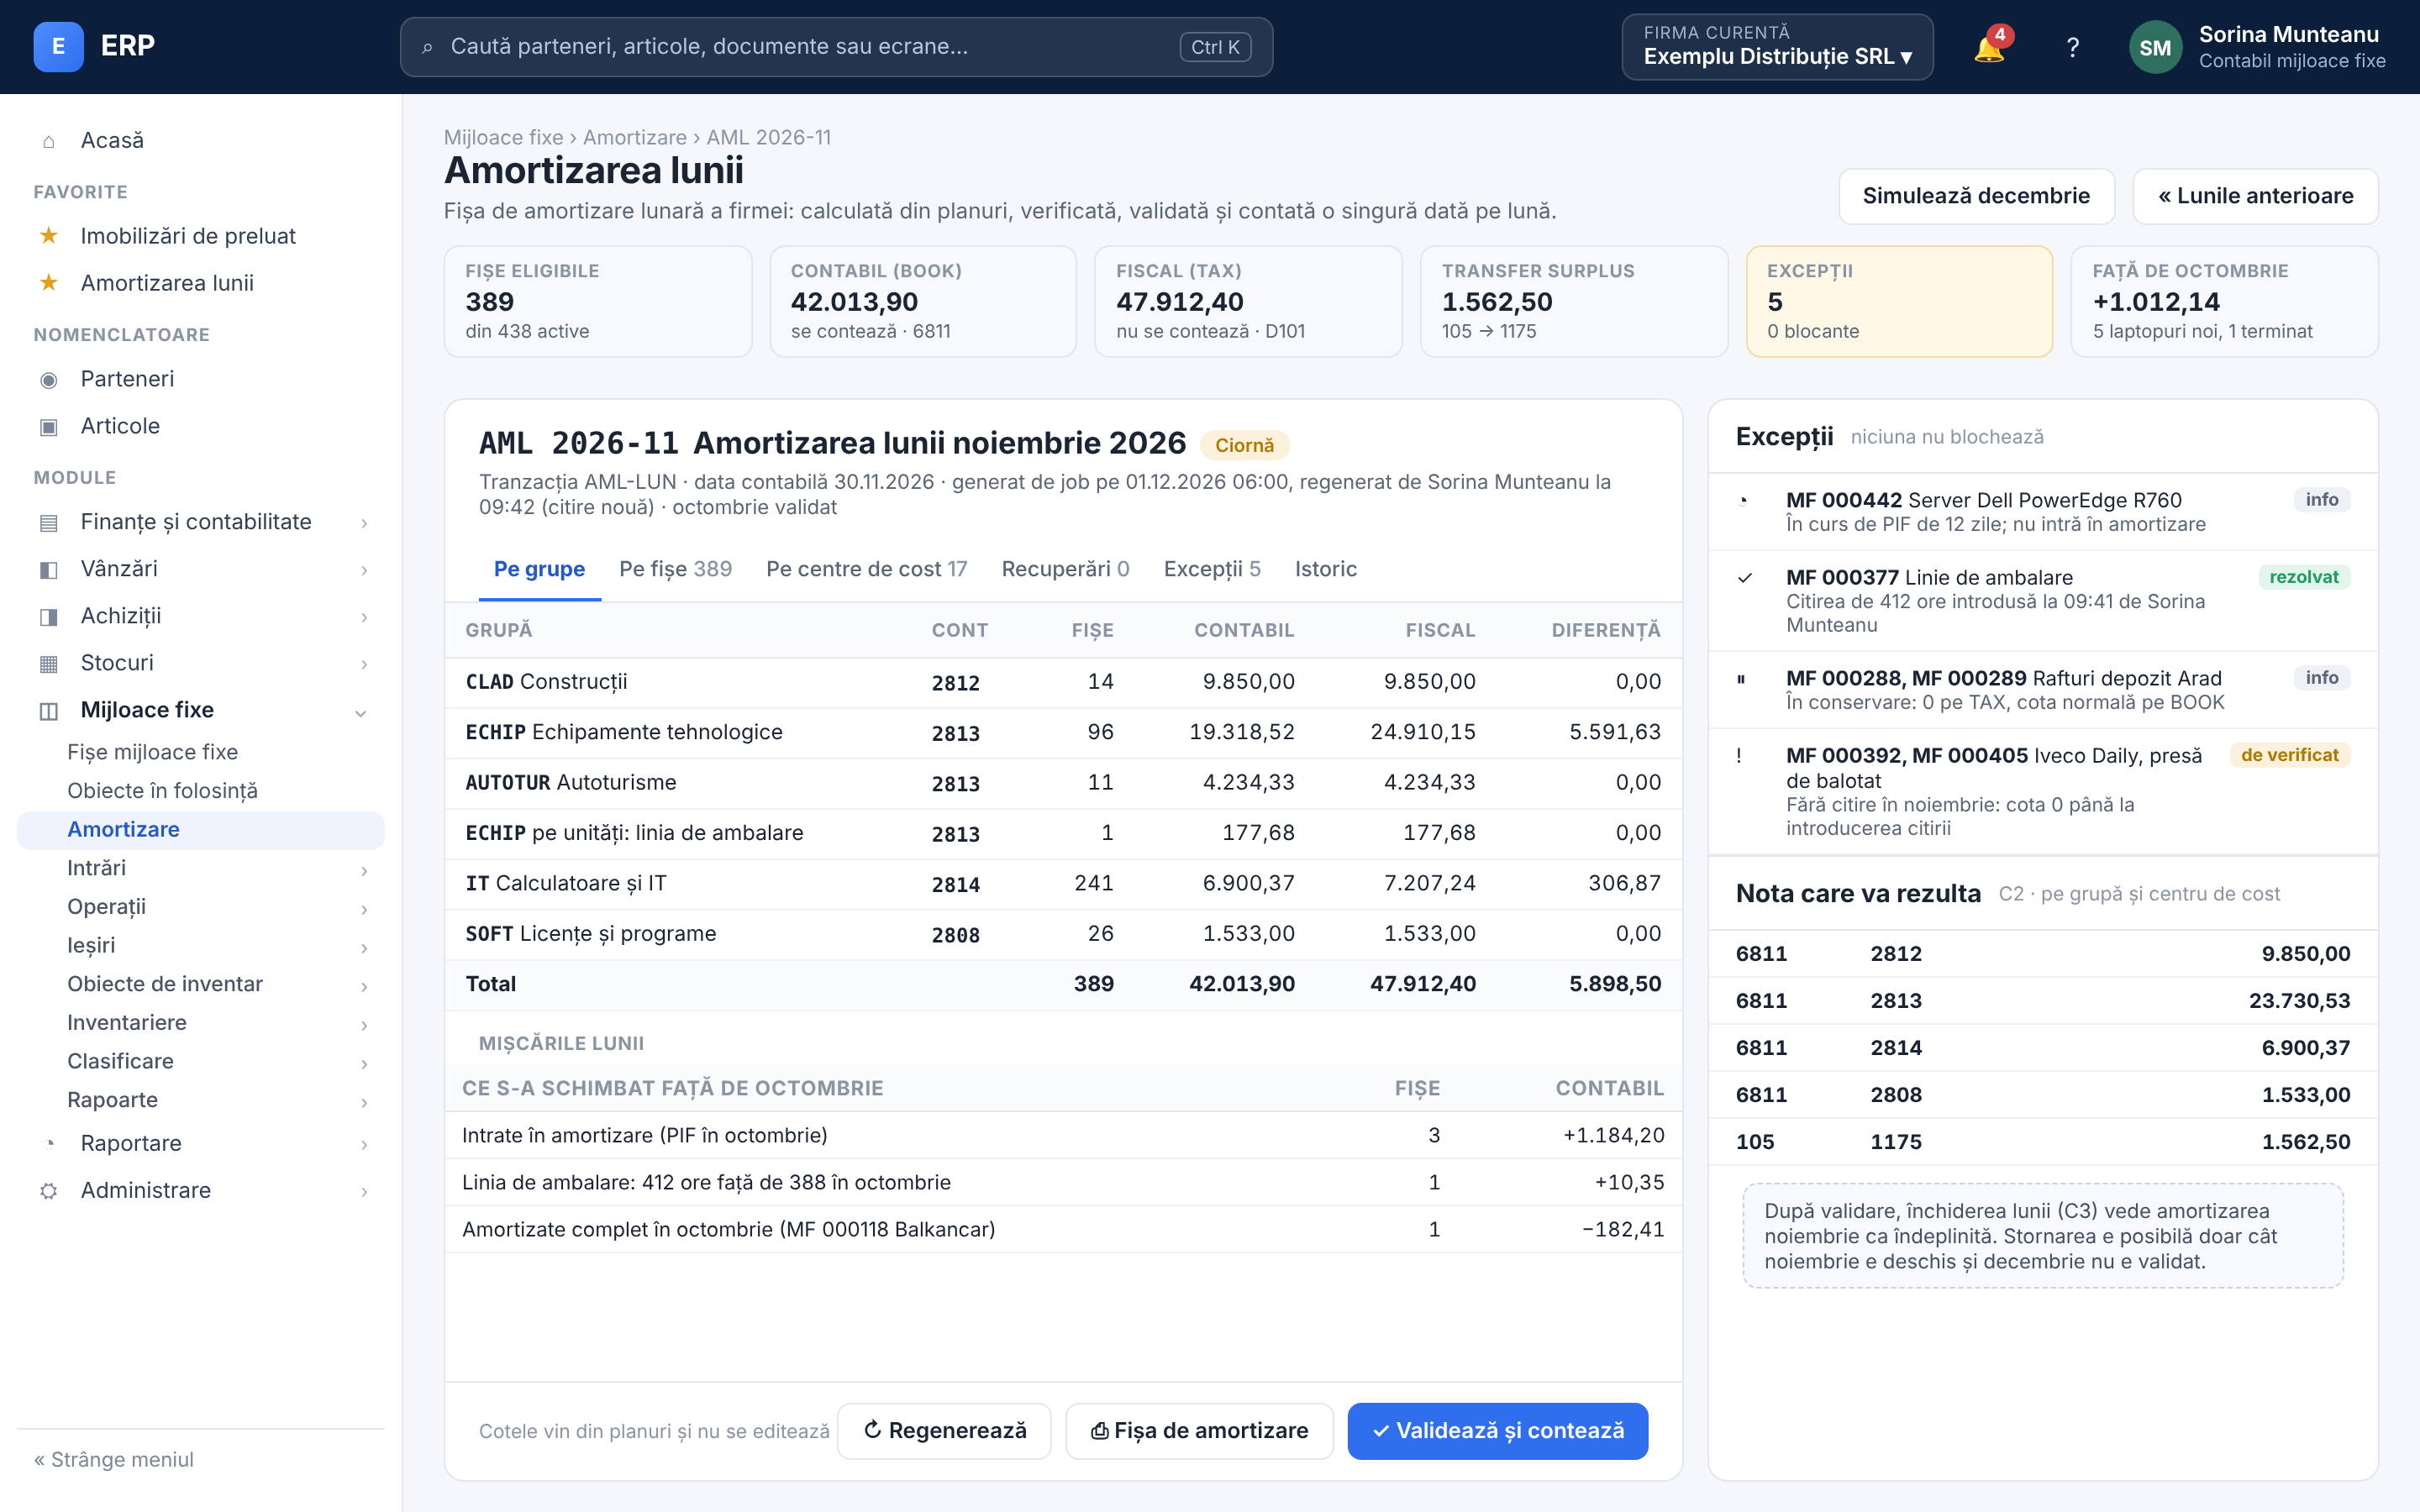 E ERP
Caută parteneri, articole, documente sau ecrane... Ctrl K
FIRMA CURENTĂ
Exemplu Distribuție SRL ▾
4
?
SM
Sorina Munteanu
Contabil mijloace fixe
Acasă
FAVORITE
★ Imobilizări de preluat
★ Amortizarea lunii
NOMENCLATOARE
Parteneri
Articole
MODULE
Finanțe și contabilitate ›
Vânzări ›
Achiziții ›
Stocuri ›
Mijloace fixe
Fișe mijloace fixe
Obiecte în folosință
Amortizare
Intrări ›
Operații ›
Ieșiri ›
Obiecte de inventar ›
Inventariere ›
Clasificare ›
Rapoarte ›
Raportare ›
Administrare ›
« Strânge meniul
Mijloace fixe › Amortizare › AML 2026-11
Amortizarea lunii
Fișa de amortizare lunară a firmei: calculată din planuri, verificată, validată și contată o singură dată pe lună.
Simulează decembrie
« Lunile anterioare
FIȘE ELIGIBILE
389
din 438 active
CONTABIL (BOOK)
42.013,90
se contează · 6811
FISCAL (TAX)
47.912,40
nu se contează · D101
TRANSFER SURPLUS
1.562,50
105 → 1175
EXCEPȚII
5
0 blocante
FAȚĂ DE OCTOMBRIE
+1.012,14
5 laptopuri noi, 1 terminat
AML 2026-11 Amortizarea lunii noiembrie 2026 Ciornă
Tranzacția AML-LUN · data contabilă 30.11.2026 · generat de job pe 01.12.2026 06:00, regenerat de Sorina Munteanu la
09:42 (citire nouă) · octombrie validat
Pe grupe Pe fișe 389 Pe centre de cost 17 Recuperări 0 Excepții 5 Istoric
GRUPĂ CONT FIȘE CONTABIL FISCAL DIFERENȚĂ
CLAD Construcții 2812 14 9.850,00 9.850,00 0,00
ECHIP Echipamente tehnologice 2813 96 19.318,52 24.910,15 5.591,63
AUTOTUR Autoturisme 2813 11 4.234,33 4.234,33 0,00
ECHIP pe unități: linia de ambalare 2813 1 177,68 177,68 0,00
IT Calculatoare și IT 2814 241 6.900,37 7.207,24 306,87
SOFT Licențe și programe 2808 26 1.533,00 1.533,00 0,00
Total 389 42.013,90 47.912,40 5.898,50
MIȘCĂRILE LUNII
CE S-A SCHIMBAT FAȚĂ DE OCTOMBRIE FIȘE CONTABIL
Intrate în amortizare (PIF în octombrie) 3 +1.184,20
Linia de ambalare: 412 ore față de 388 în octombrie 1 +10,35
Amortizate complet în octombrie (MF 000118 Balkancar) 1 −182,41
Cotele vin din planuri și nu se editează
↻ Regenerează
⎙ Fișa de amortizare
✓ Validează și contează
Excepții niciuna nu blochează
MF 000442 Server Dell PowerEdge R760 info
În curs de PIF de 12 zile; nu intră în amortizare
✓ MF 000377 Linie de ambalare rezolvat
Citirea de 412 ore introdusă la 09:41 de Sorina
Munteanu
MF 000288, MF 000289 Rafturi depozit Arad info
În conservare: 0 pe TAX, cota normală pe BOOK
! MF 000392, MF 000405 Iveco Daily, presă de verificat
de balotat
Fără citire în noiembrie: cota 0 până la
introducerea citirii
Nota care va rezulta C2 · pe grupă și centru de cost
6811 2812 9.850,00
6811 2813 23.730,53
6811 2814 6.900,37
6811 2808 1.533,00
105 1175 1.562,50
După validare, închiderea lunii (C3) vede amortizarea
noiembrie ca îndeplinită. Stornarea e posibilă doar cât
noiembrie e deschis și decembrie nu e validat.